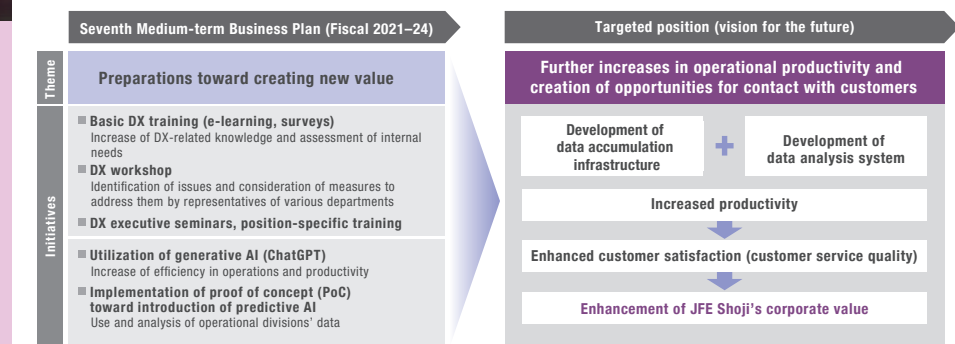 Seventh Medium-term Business Plan (Fiscal 2021–24)
Targeted position (vision for the future)
Theme
Preparations toward creating new value
Further increases in operational productivity and
creation of opportunities for contact with customers
Initiatives
■ Basic DX training (e-learning, surveys)
Increase of DX-related knowledge and assessment of internal
needs
■ DX workshop
Identification of issues and consideration of measures to
address them by representatives of various departments
■ DX executive seminars, position-specific training
■ Utilization of generative AI (ChatGPT)
Increase of efficiency in operations and productivity
■ Implementation of proof of concept (PoC)
toward introduction of predictive AI
Use and analysis of operational divisions’ data
Development of
data accumulation
infrastructure
+
Development of
data analysis system
Increased productivity
Enhanced customer satisfaction (customer service quality)
Enhancement of JFE Shoji’s corporate value